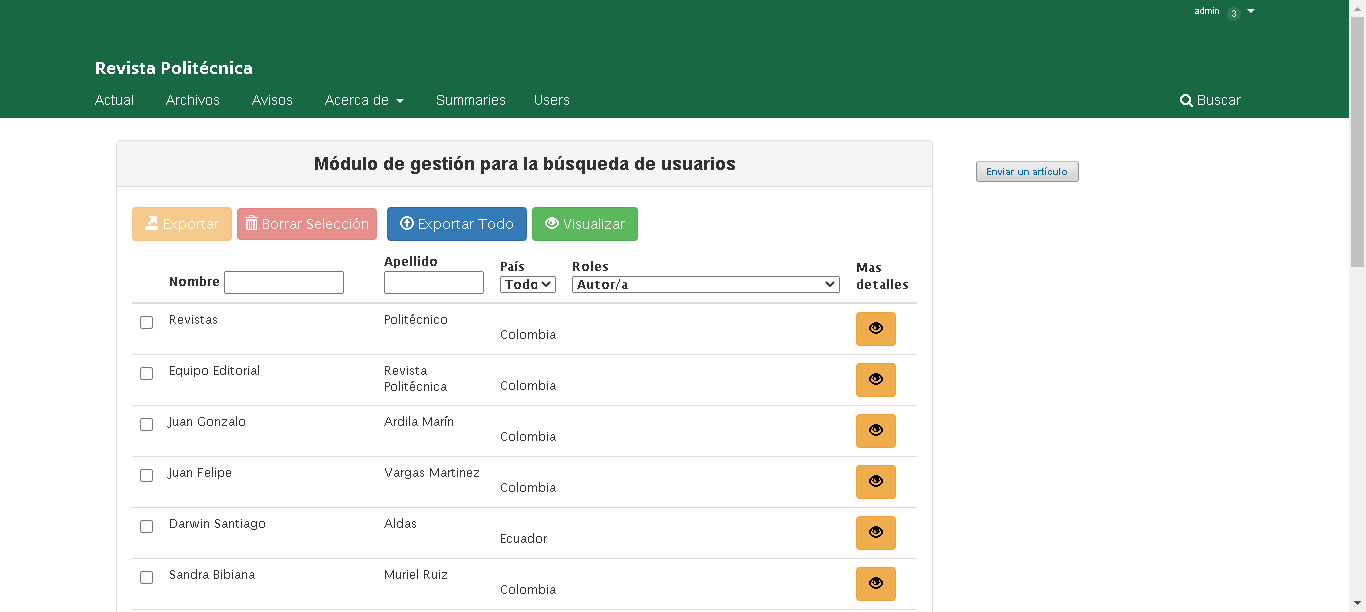 admin 3
Revista Politécnica
Actual Archivos Avisos Acerca de Summaries Users Buscar
Módulo de gestión para la búsqueda de usuarios
Enviar un artículo
Exportar Borrar Selección Exportar Todo Visualizar
Nombre Apellido País Roles Mas detalles
Todo Autor/a
Revistas Politécnico Colombia
Equipo Editorial Revista Politécnica Colombia
Juan Gonzalo Ardila Marín Colombia
Juan Felipe Vargas Martinez Colombia
Darwin Santiago Aldas Ecuador
Sandra Bibiana Muriel Ruiz Colombia